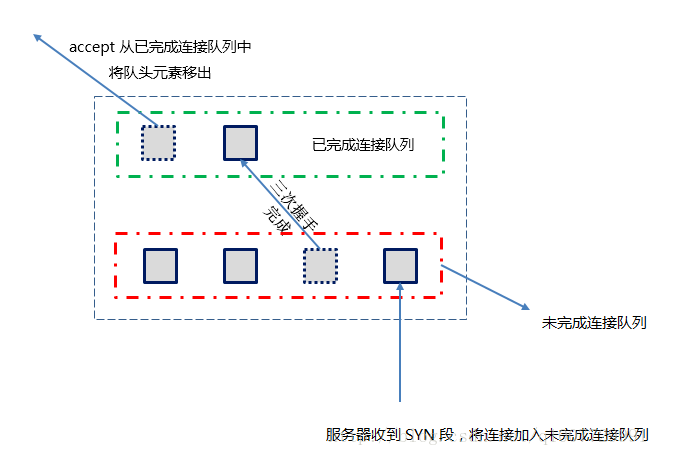 accept 从已完成连接队列中
将队头元素移出
已完成连接队列
三次握手
完成
未完成连接队列
服务器收到 SYN 段，将连接加入未完成连接队列